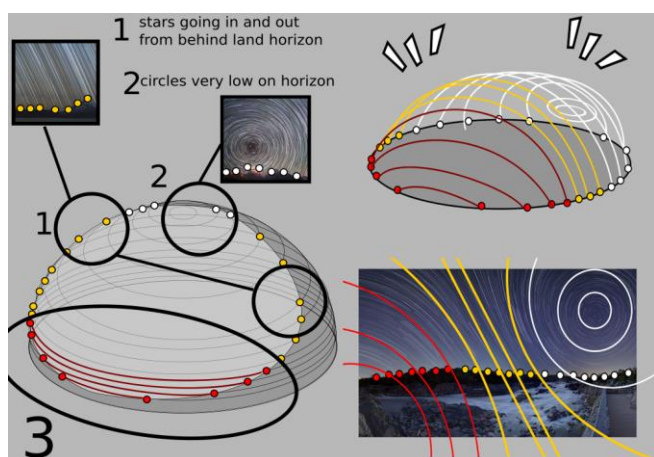 1 stars going in and out
from behind land horizon
2 circles very low on horizon
2
1
3